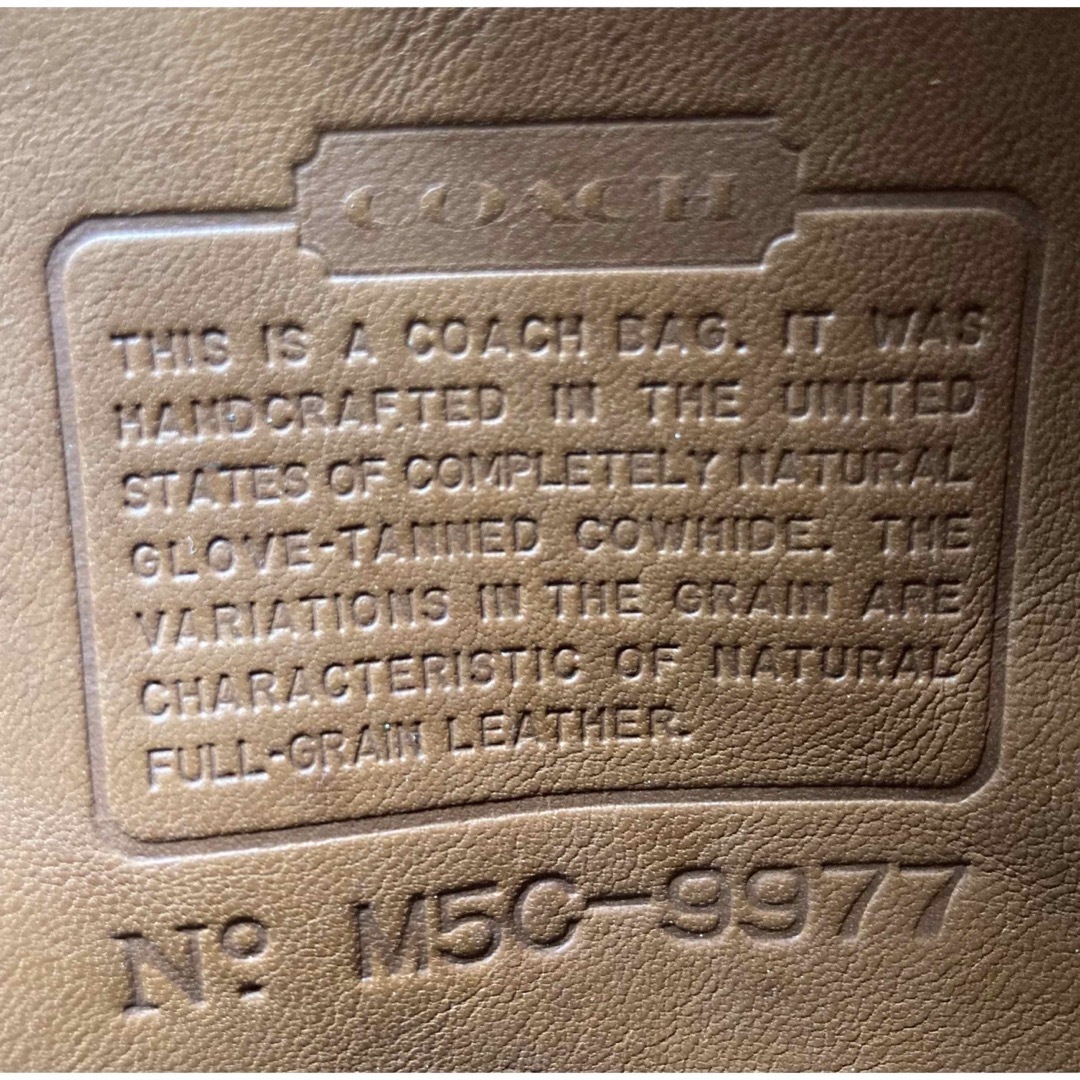 COACH
THIS IS A COACH BAG. IT WAS
HANDCRAFTED IN THE UNITED
STATES OF COMPLETELY NATURAL
GLOVE-TANNED COWHIDE. THE
VARIATIONS IN THE GRAIN ARE
CHARACTERISTIC OF NATURAL
FULL-GRAIN LEATHER.
Nº M5C-9977